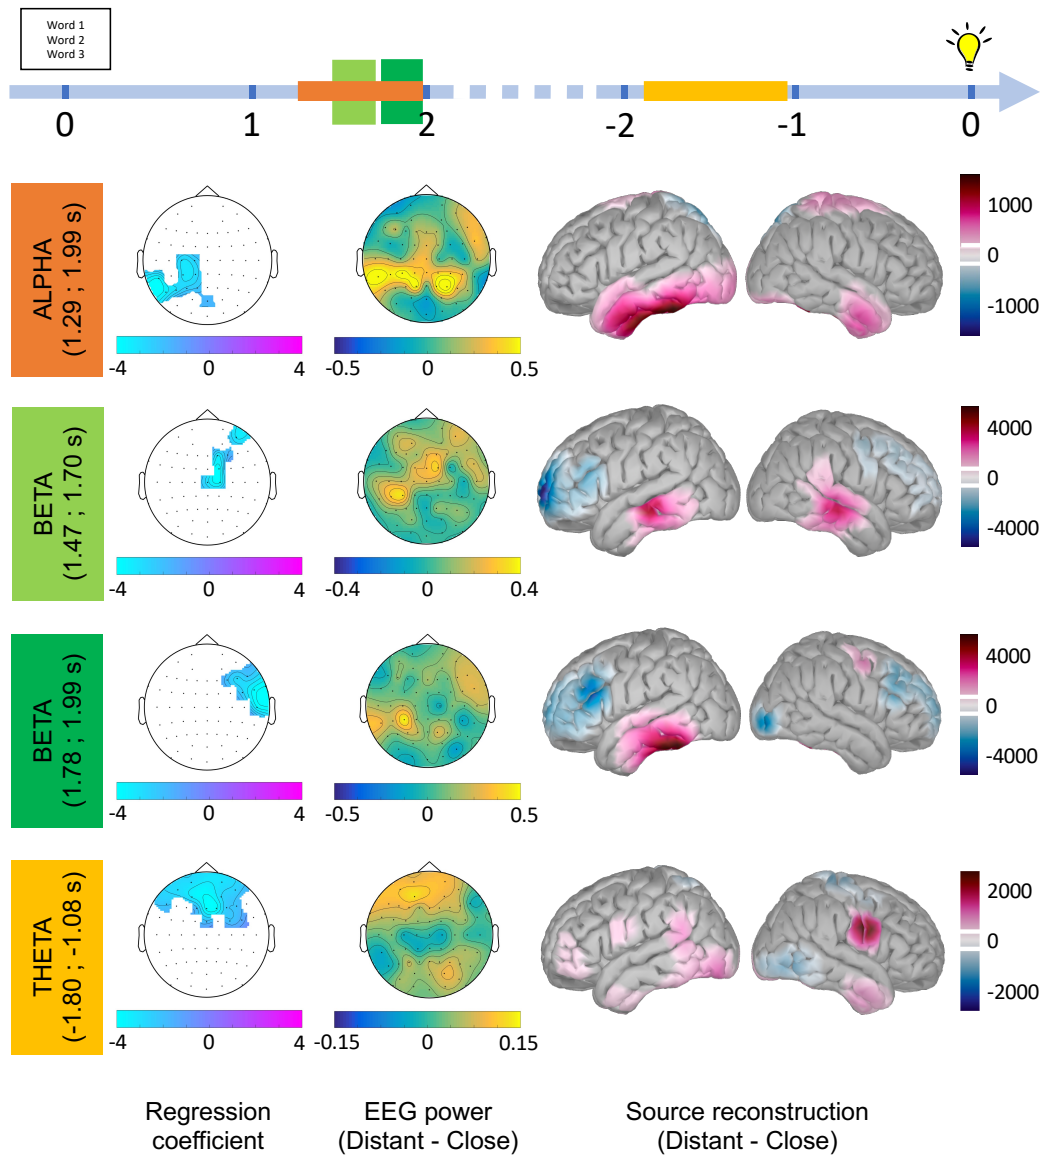 Word 1
Word 2
Word 3
0
1
2
-2
-1
0
ALPHA
(1.29 ; 1.99 s)
-4
0
4
-0.5
0
0.5
1000
0
-1000
BETA
(1.47 ; 1.70 s)
-4
0
4
-0.4
0
0.4
4000
0
-4000
BETA
(1.78 ; 1.99 s)
-4
0
4
-0.5
0
0.5
4000
0
-4000
THETA
(-1.80 ; -1.08 s)
-4
0
4
-0.15
0
0.15
2000
0
-2000
Regression
coefficient
EEG power
(Distant - Close)
Source reconstruction
(Distant - Close)